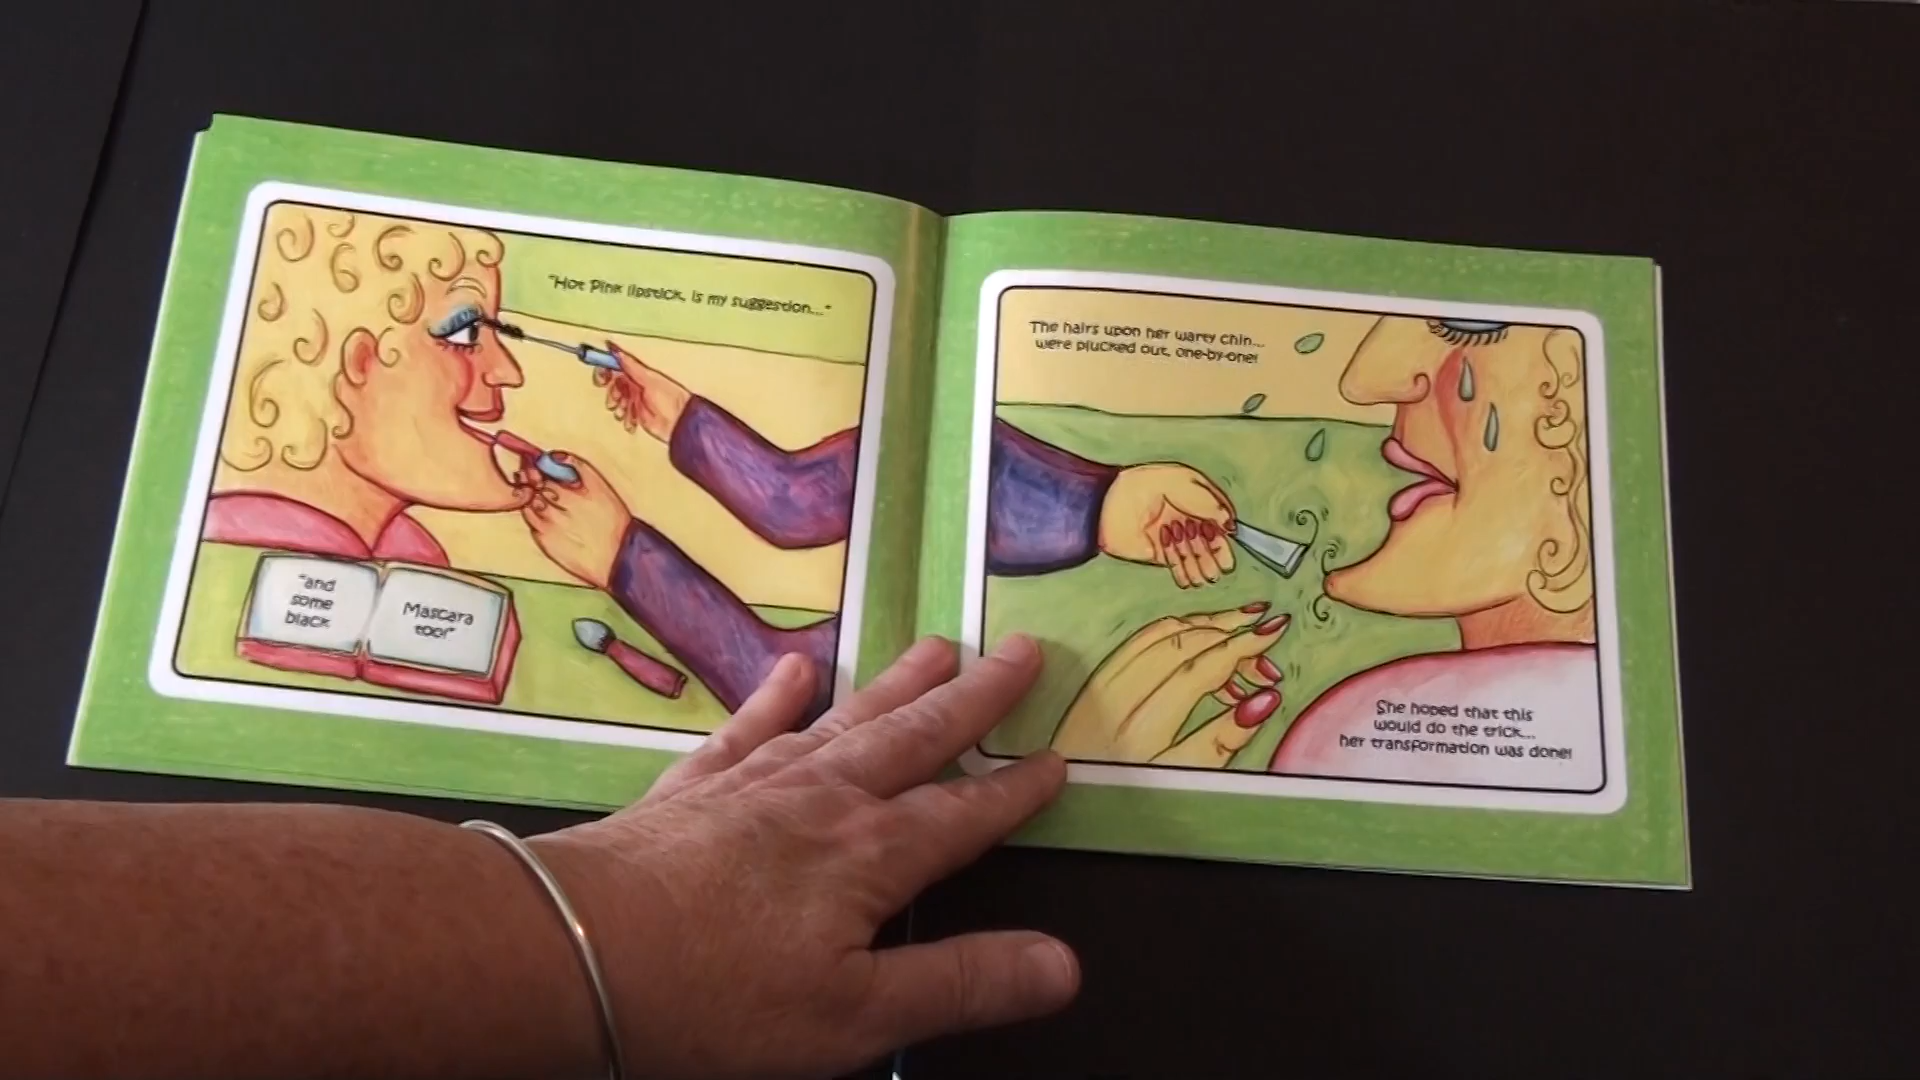 "Hot Pink lipstick, is my suggestion..."
"and
some
black
Mascara
too!"
The hairs upon her warty chin...
were plucked out, one-by-one!
She hoped that this
would do the trick...
her transformation was done!